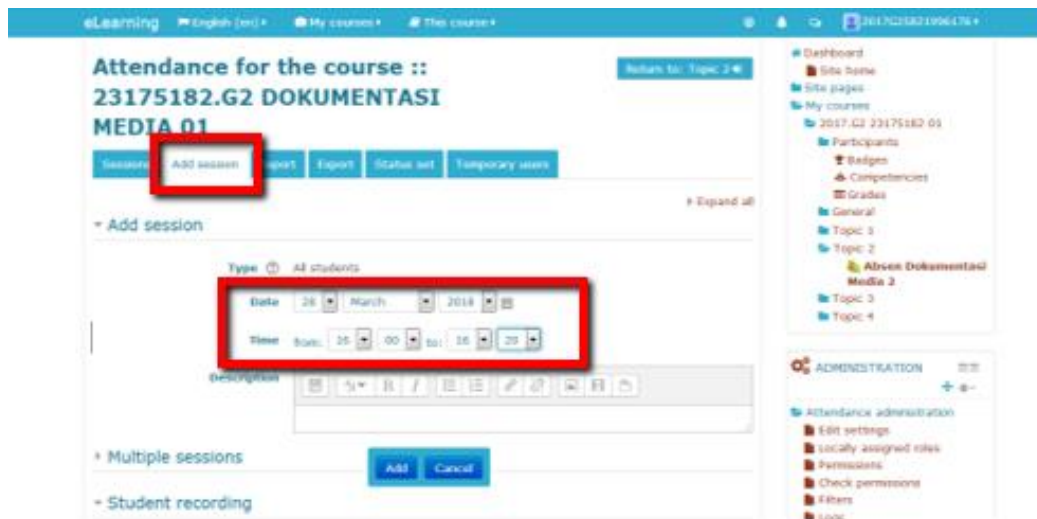 eLearning English (en) My courses This course
Attendance for the course ::
23175182.G2 DOKUMENTASI
MEDIA 01
Return to: Topic 2
Sessions Add session Export Status set Temporary users
Expand all
Add session
Type All students
Date 28 March 2018
Time from: 16 00 to: 16 20
Description
B I
Multiple sessions
Add Cancel
Student recording
Dashboard
Site home
Site pages
My courses
2017.G2 23175182 01
Participants
Badges
Competencies
Grades
General
Topic 1
Topic 2
Absen Dokumentasi
Media 2
Topic 3
Topic 4
ADMINISTRATION
Attendance administration
Edit settings
Locally assigned roles
Permissions
Check permissions
Filters
Logs